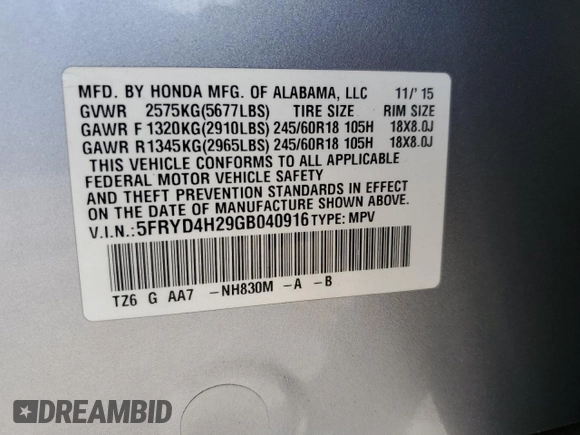 MFD. BY HONDA MFG. OF ALABAMA, LLC 11/'15
GVWR 2575KG(5677LBS) TIRE SIZE RIM SIZE
GAWR F 1320KG(2910LBS) 245/60R18 105H 18X8.0J
GAWR R1345KG(2965LBS) 245/60R18 105H 18X8.0J
THIS VEHICLE CONFORMS TO ALL APPLICABLE
FEDERAL MOTOR VEHICLE SAFETY
AND THEFT PREVENTION STANDARDS IN EFFECT
ON THE DATE OF MANUFACTURE SHOWN ABOVE.
V.I.N.:5FRYD4H29GB040916 TYPE: MPV
TZ6 G AA7 -NH830M -A -B
DREAMBID